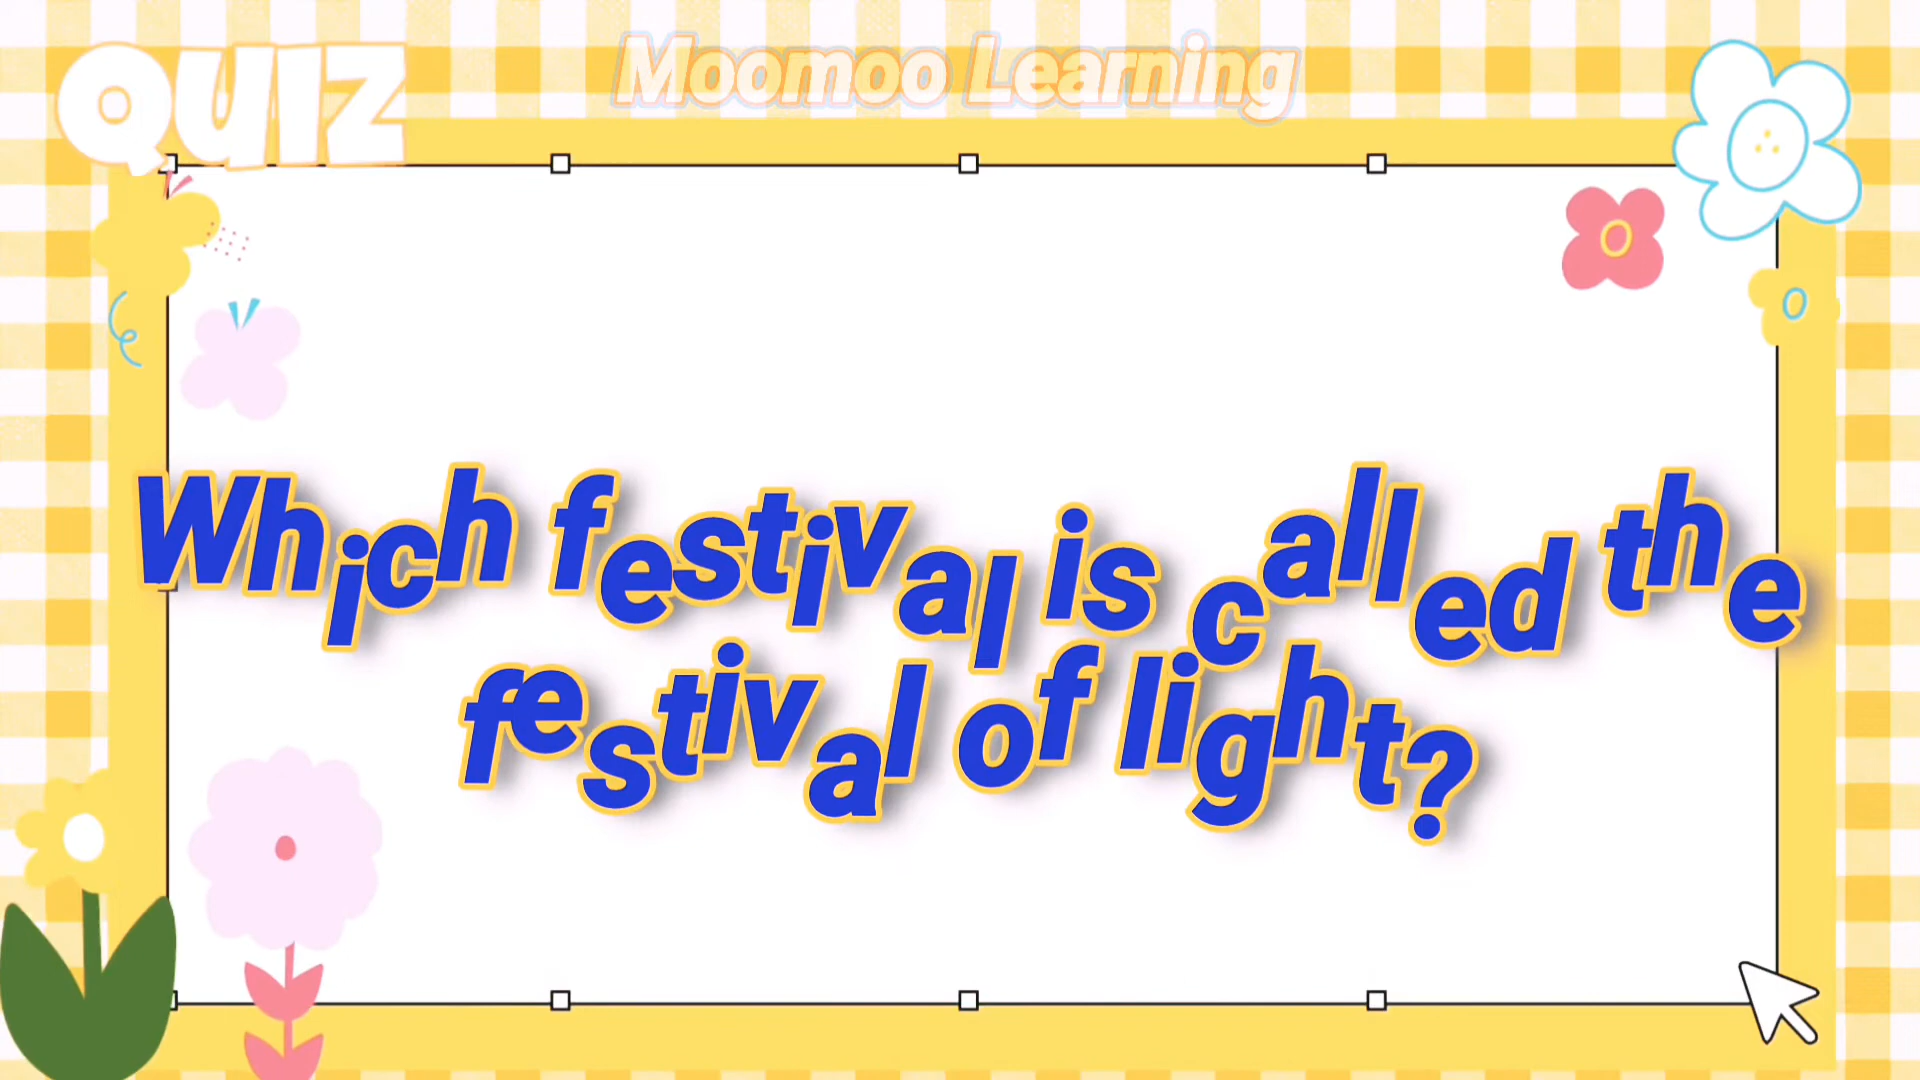 QUIZ
Moomoo Learning
Which festival is called the
festival of light?